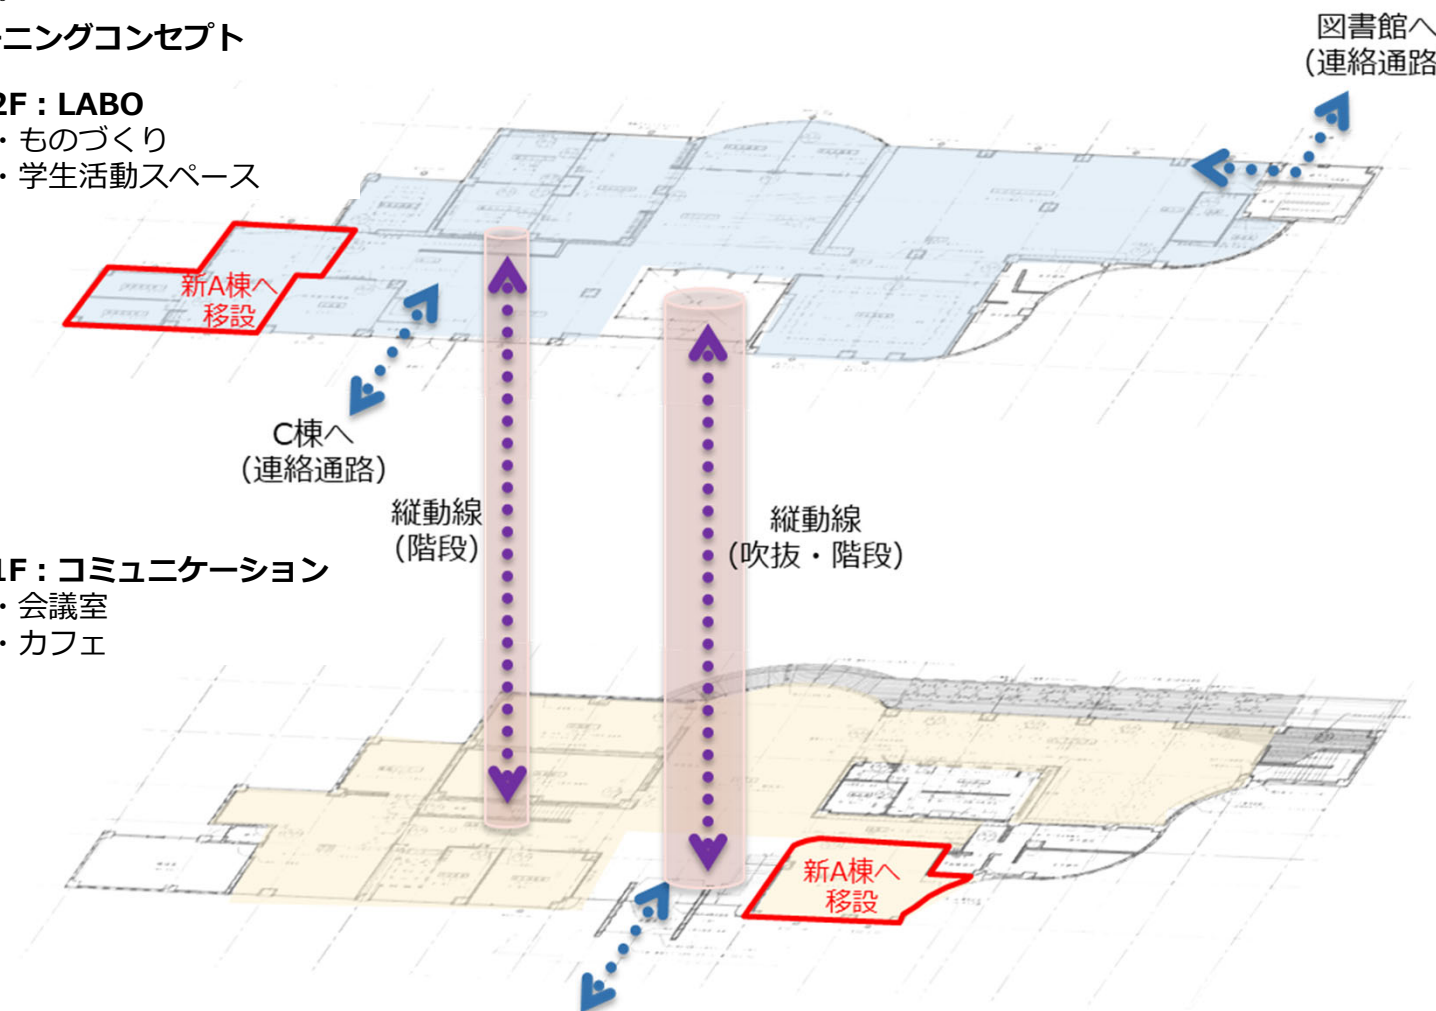 ーニングコンセプト
図書館へ
（連絡通路
2F：LABO
・ものづくり
・学生活動スペース
新A棟へ
移設
C棟へ
（連絡通路）
縦動線
（階段）
縦動線
（吹抜・階段）
1F：コミュニケーション
・会議室
・カフェ
新A棟へ
移設